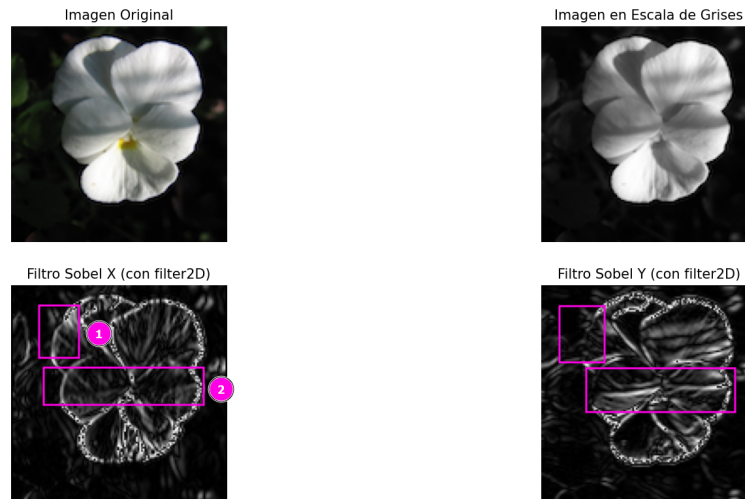 Imagen Original
Imagen en Escala de Grises
Filtro Sobel X (con filter2D)
Filtro Sobel Y (con filter2D)
1
2